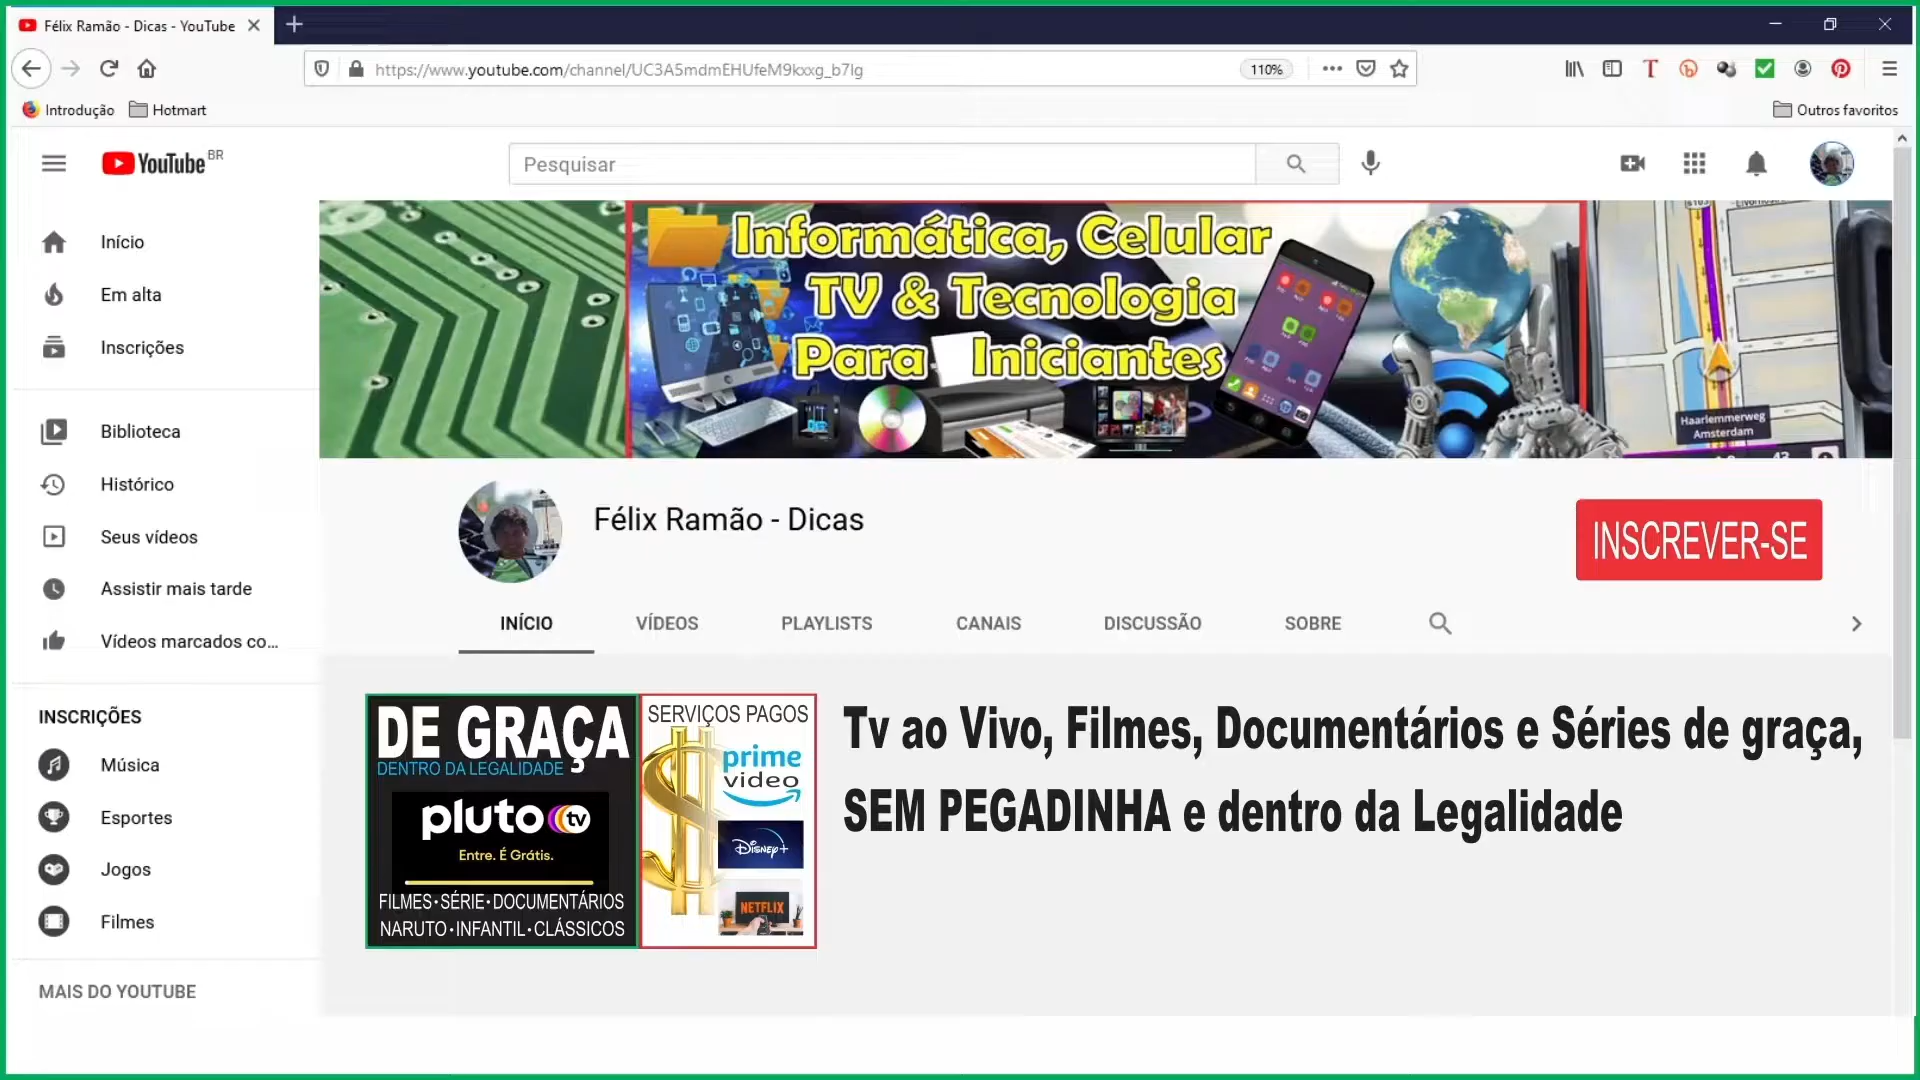 Félix Ramão - Dicas - YouTube
https://www.youtube.com/channel/UC3A5mdmEHUfeM9kxxg_b7Ig
110%
Introdução
Hotmart
Outros favoritos
YouTube BR
Pesquisar
Início
Em alta
Inscrições
Biblioteca
Histórico
Seus vídeos
Assistir mais tarde
Vídeos marcados co...
INSCRIÇÕES
Música
Esportes
Jogos
Filmes
MAIS DO YOUTUBE
Informática, Celular
TV & Tecnologia
Para Iniciantes
Haarlemmerweg
Amsterdam
Félix Ramão - Dicas
INSCREVER-SE
INÍCIO
VÍDEOS
PLAYLISTS
CANAIS
DISCUSSÃO
SOBRE
DE GRAÇA
DENTRO DA LEGALIDADE
pluto tv
Entre. É Grátis.
FILMES•SÉRIE•DOCUMENTÁRIOS
NARUTO•INFANTIL•CLÁSSICOS
SERVIÇOS PAGOS
prime
video
Disney+
NETFLIX
Tv ao Vivo, Filmes, Documentários e Séries de graça,
SEM PEGADINHA e dentro da Legalidade